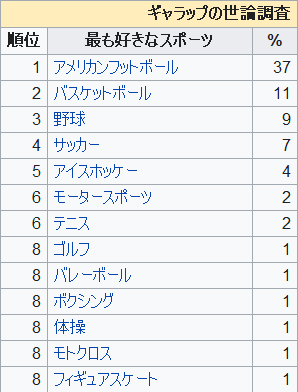 ギャラップの世論調査
順位 最も好きなスポーツ %
1 アメリカンフットボール 37
2 バスケットボール 11
3 野球 9
4 サッカー 7
5 アイスホッケー 4
6 モータースポーツ 2
6 テニス 2
8 ゴルフ 1
8 バレーボール 1
8 ボクシング 1
8 体操 1
8 モトクロス 1
8 フィギュアスケート 1